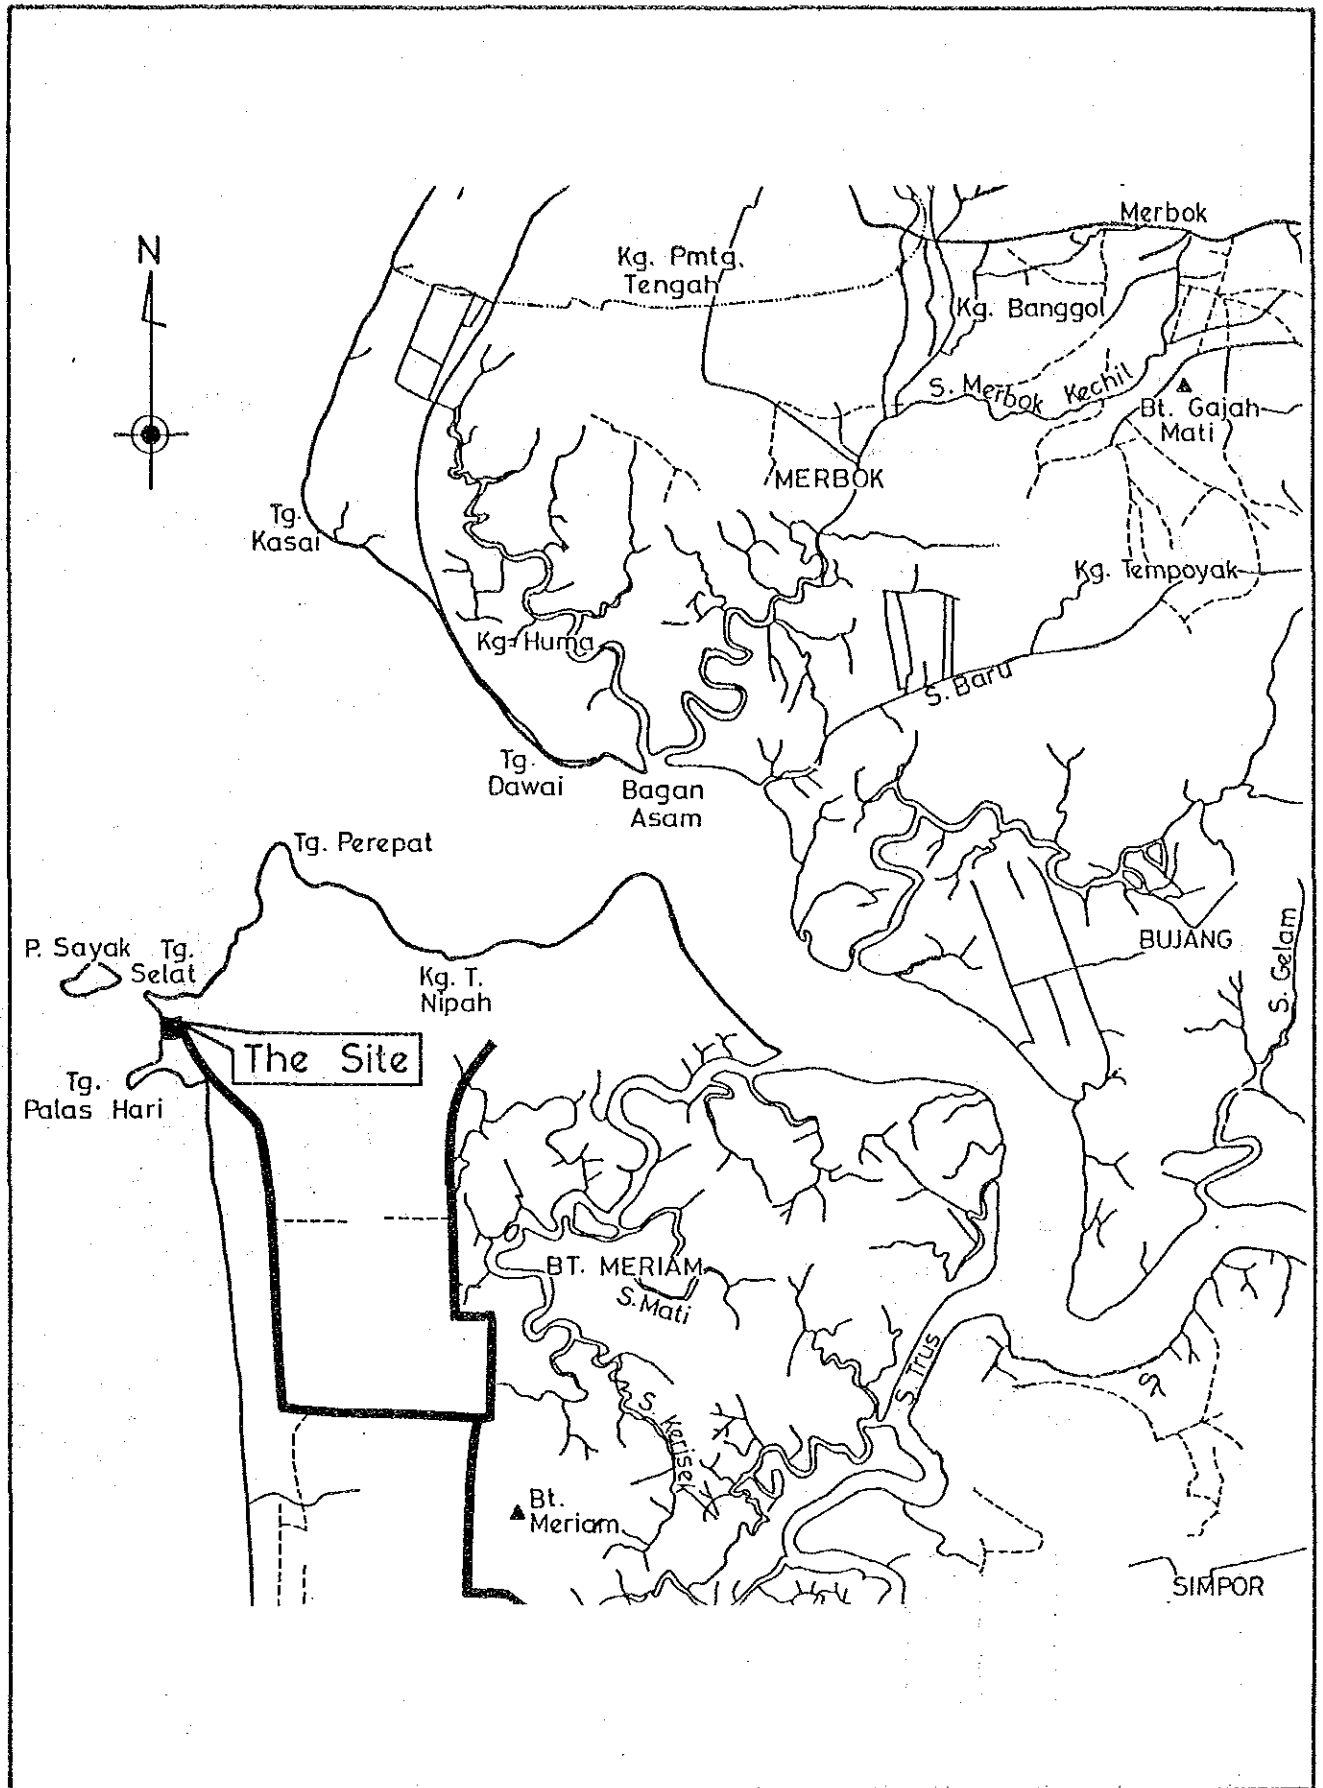 Merbok
N
Kg. Pmtg.
Tengah
Kg. Banggol
S. Merbok Kechil
Bt. Gajah
Mati
MERBOK
Tg.
Kasai
Kg. Tempoyak
Kg. Huma
S. Baru
Tg.
Dawai
Bagan
Asam
Tg. Perepat
BUJANG
P. Sayak
Tg.
Selat
Kg. T.
Nipah
S. Gelam
The Site
Tg.
Palas Hari
BT. MERIAM
S. Mati
S. Trus
S.
S. Kerisek
Bt.
Meriam
SIMPOR